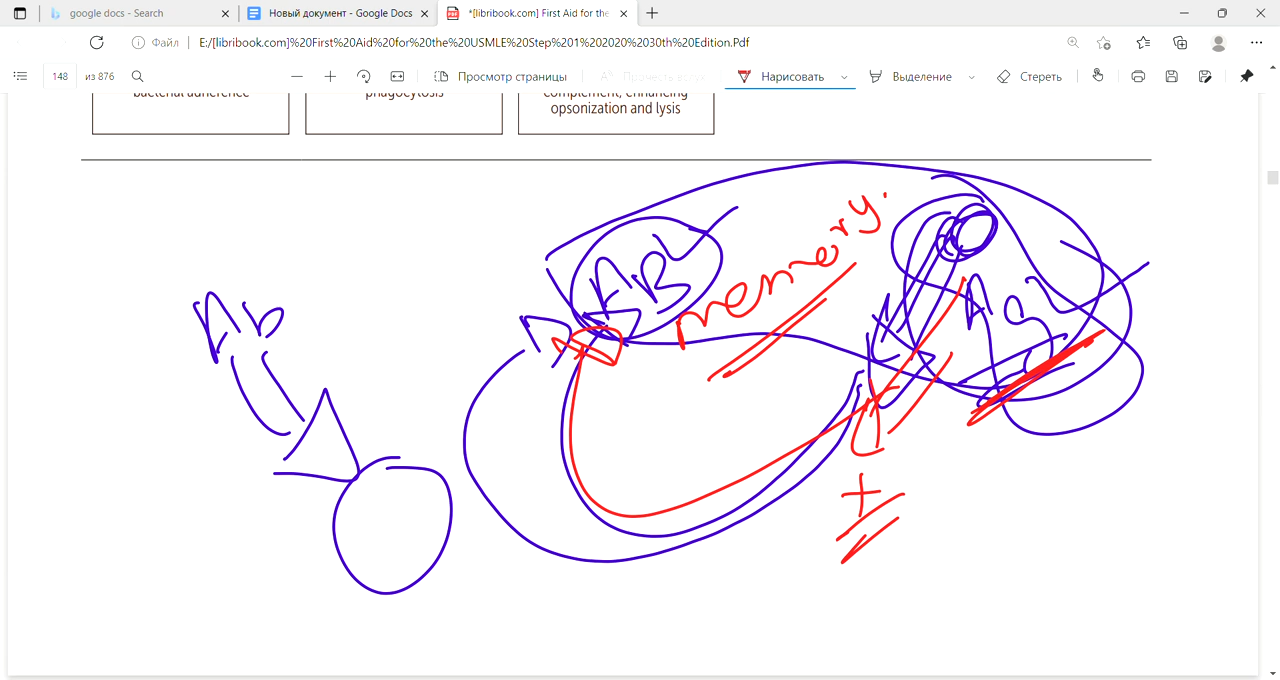 google docs - Search
Новый документ - Google Docs
*[libribook.com] First Aid for the
Файл
E:/[libribook.com]%20First%20Aid%20for%20the%20USMLE%20Step%201%202020%2030th%20Edition.Pdf
148 из 876
Просмотр страницы
Прочесть вслух
Нарисовать
Выделение
Стереть
bacterial adherence
phagocytosis
complement, enhancing
opsonization and lysis
memory.
AB
Ab
Ag
+